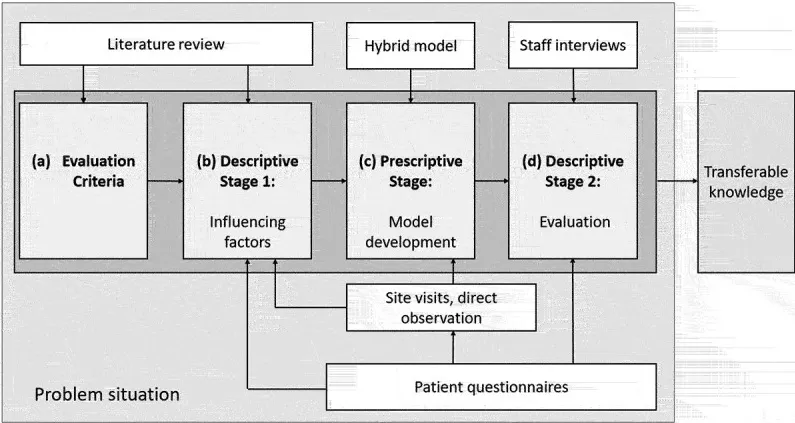 Literature review
Hybrid model
Staff interviews
(a) Evaluation
Criteria
(b) Descriptive
Stage 1:
Influencing
factors
(c) Prescriptive
Stage:
Model
development
(d) Descriptive
Stage 2:
Evaluation
Transferable
knowledge
Site visits, direct
observation
Patient questionnaires
Problem situation